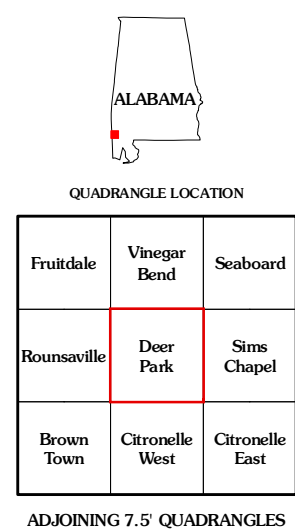 ALABAMA
QUADRANGLE LOCATION
Fruitdale
Vinegar
Bend
Seaboard
Rounsaville
Deer
Park
Sims
Chapel
Brown
Town
Citronelle
West
Citronelle
East
ADJOINING 7.5' QUADRANGLES